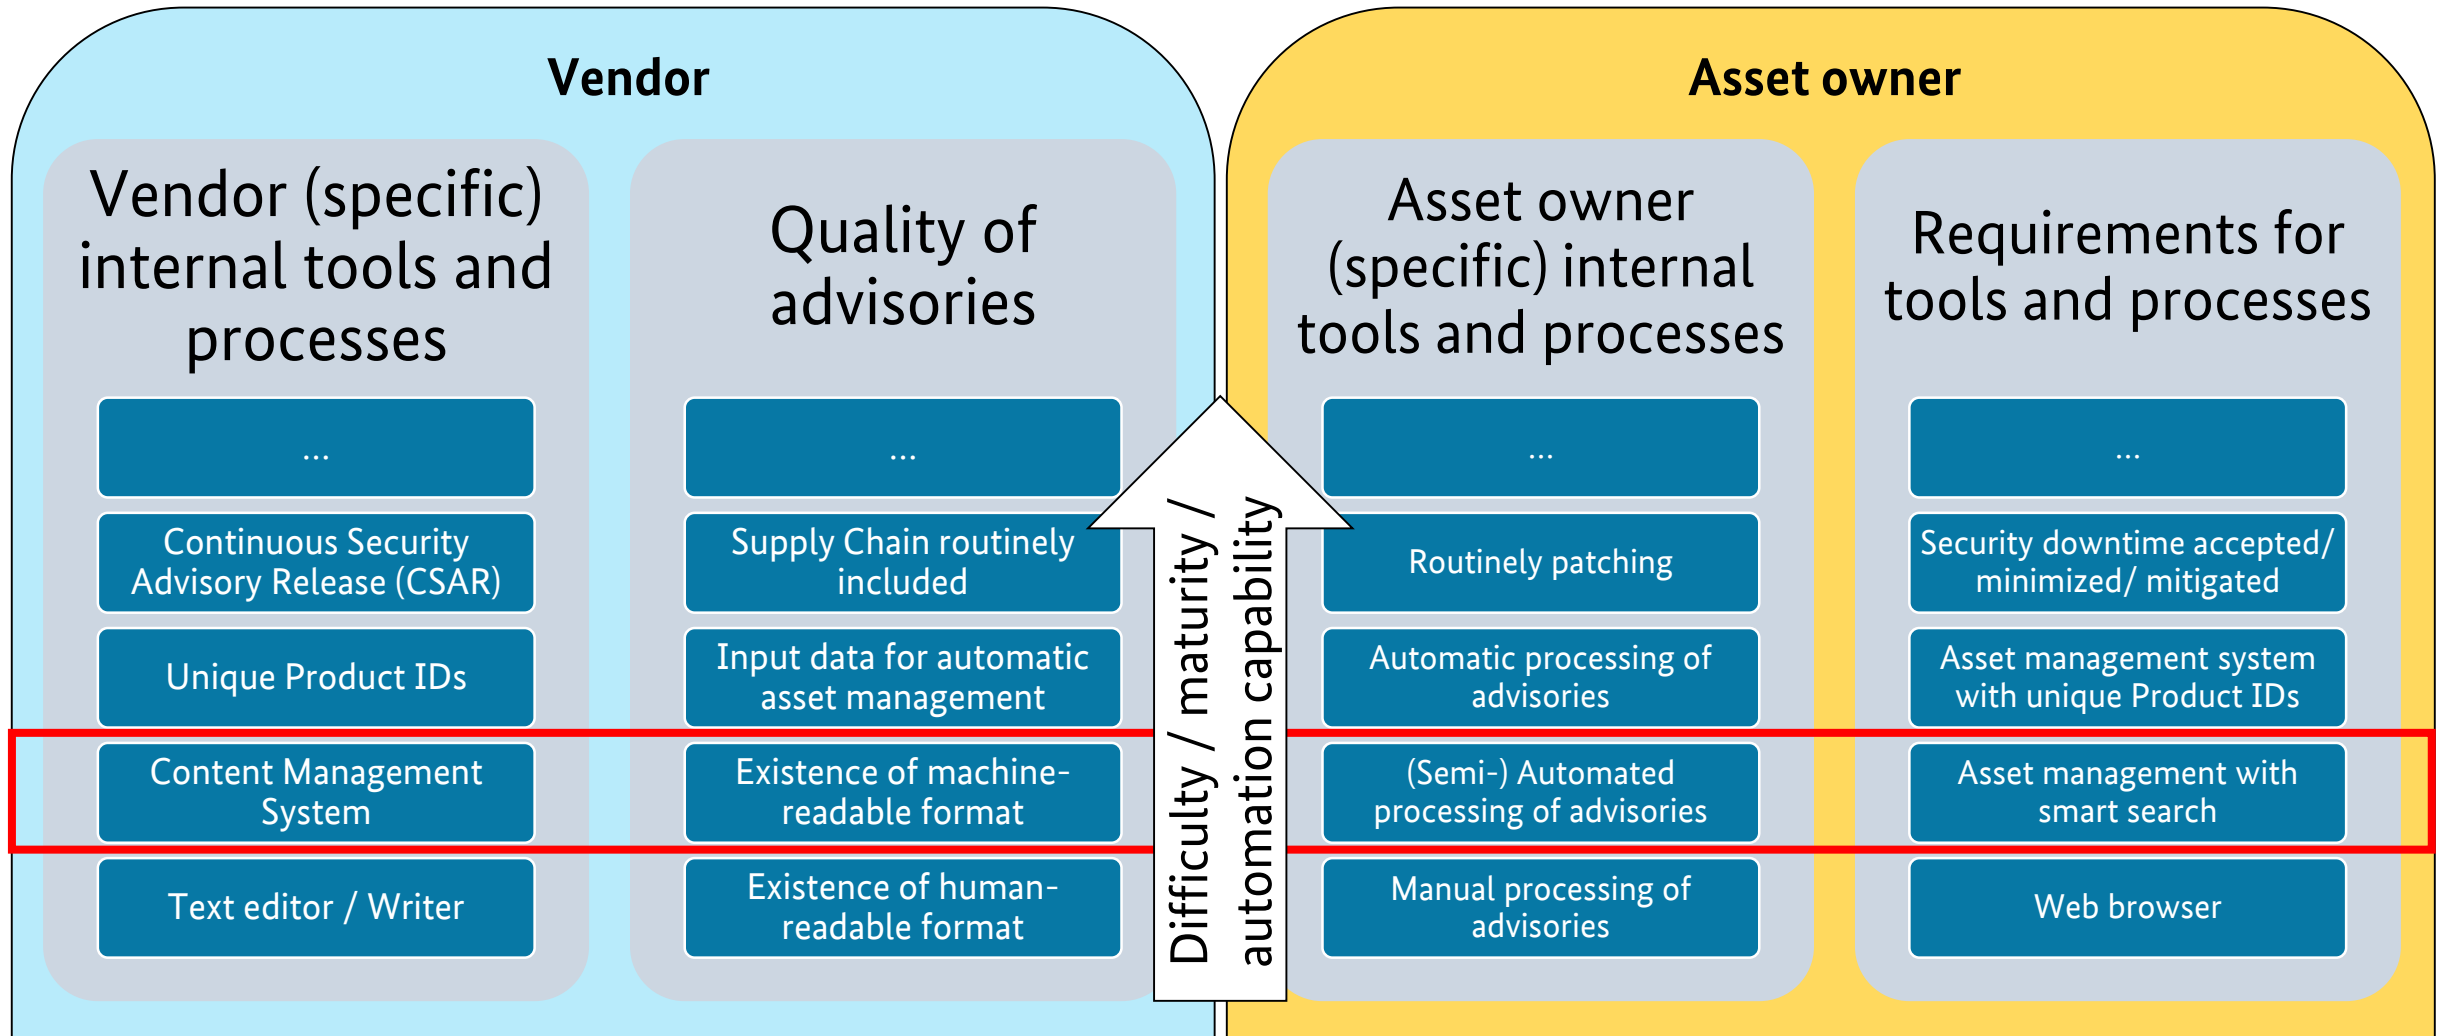 Vendor
Vendor (specific)
internal tools and
processes
...
Continuous Security
Advisory Release (CSAR)
Unique Product IDs
Content Management
System
Text editor / Writer
Quality of
advisories
...
Supply Chain routinely
included
Input data for automatic
asset management
Existence of machine-
readable format
Existence of human-
readable format
Difficulty / maturity /
automation capability
Asset owner
Asset owner
(specific) internal
tools and processes
...
Routinely patching
Automatic processing of
advisories
(Semi-) Automated
processing of advisories
Manual processing of
advisories
Requirements for
tools and processes
...
Security downtime accepted/
minimized/ mitigated
Asset management system
with unique Product IDs
Asset management with
smart search
Web browser